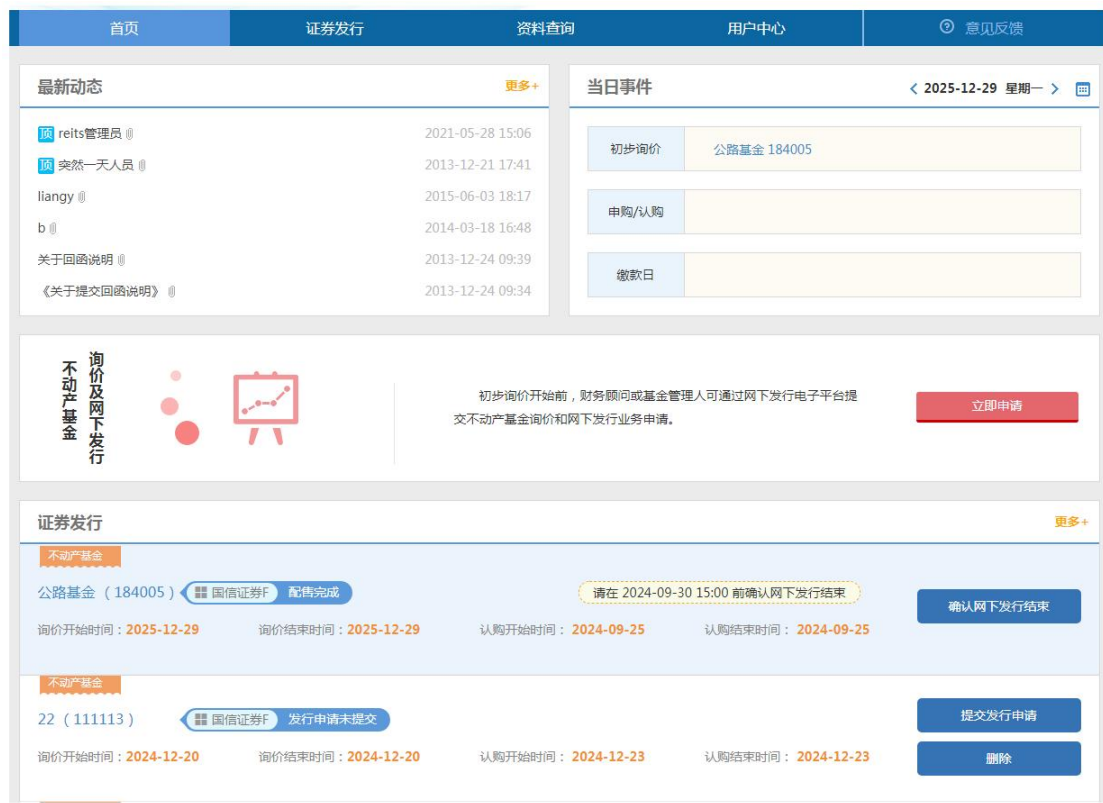 首页 证券发行 资料查询 用户中心 意见反馈
最新动态 更多+
顶 reits管理员 2021-05-28 15:06
顶 突然一天人员 2013-12-21 17:41
liangy 2015-06-03 18:17
b 2014-03-18 16:48
关于回函说明 2013-12-24 09:39
《关于提交回函说明》 2013-12-24 09:34
当日事件 < 2025-12-29 星期一 >
初步询价 公路基金 184005
申购/认购
缴款日
不动产基金
询价及网下发行
初步询价开始前，财务顾问或基金管理人可通过网下发行电子平台提
交不动产基金询价和网下发行业务申请。
立即申请
证券发行 更多+
不动产基金
公路基金 （ 184005 ） 国信证券F 配售完成 请在 2024-09-30 15:00 前确认网下发行结束
确认网下发行结束
询价开始时间：2025-12-29 询价结束时间：2025-12-29 认购开始时间： 2024-09-25 认购结束时间： 2024-09-25
不动产基金
22 （ 111113 ） 国信证券F 发行申请未提交
提交发行申请
询价开始时间：2024-12-20 询价结束时间：2024-12-20 认购开始时间： 2024-12-23 认购结束时间： 2024-12-23
删除